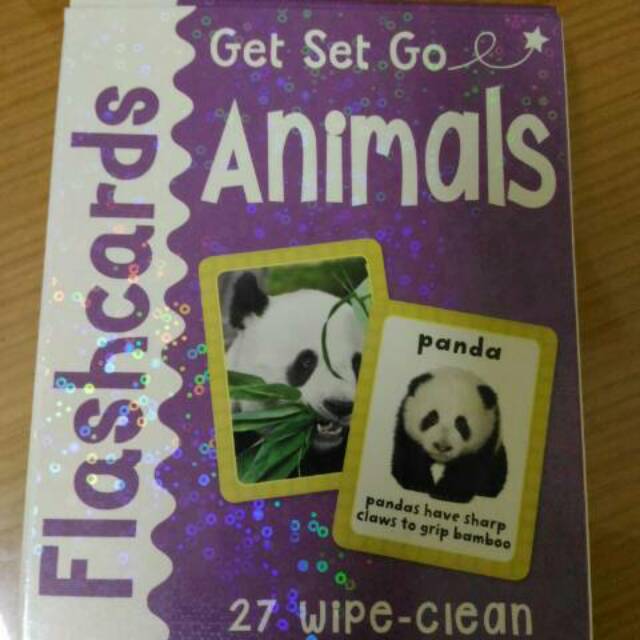 Get Set Go
Animals
Flashcards
panda
pandas have sharp
claws to grip bamboo
27 wipe-clean